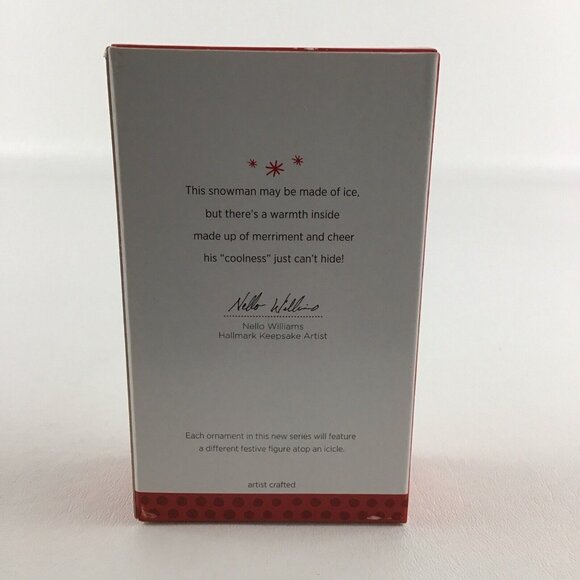 This snowman may be made of ice,
but there's a warmth inside
made up of merriment and cheer
his "coolness" just can't hide!
Nello Williams
Nello Williams
Hallmark Keepsake Artist
Each ornament in this new series will feature
a different festive figure atop an icicle.
artist crafted